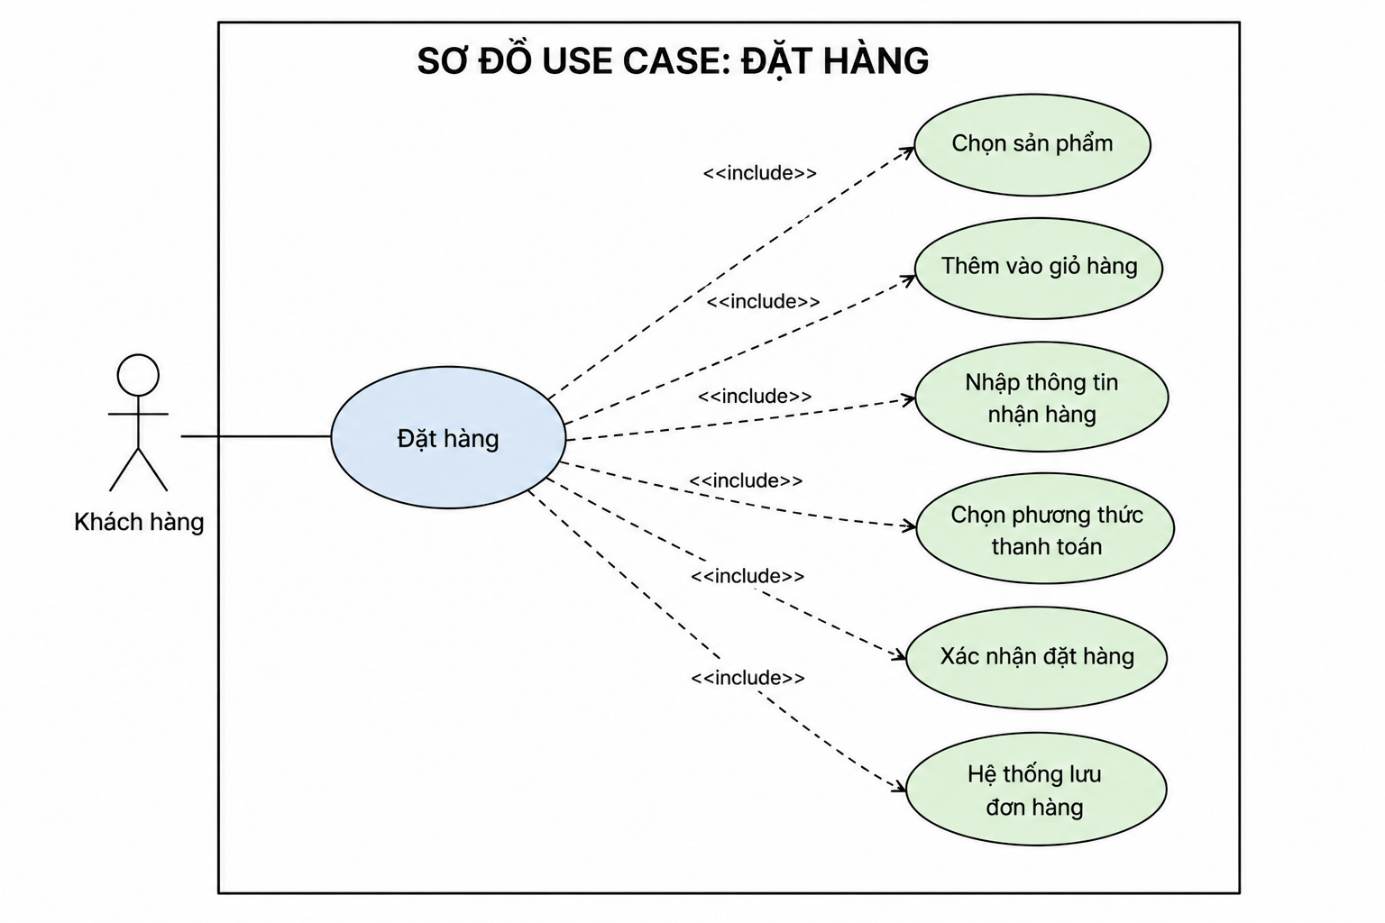 SƠ ĐỒ USE CASE: ĐẶT HÀNG
<<include>>
Chọn sản phẩm
<<include>>
Thêm vào giỏ hàng
<<include>>
Nhập thông tin
nhận hàng
Đặt hàng
Khách hàng
<<include>>
Chọn phương thức
thanh toán
<<include>>
Xác nhận đặt hàng
<<include>>
Hệ thống lưu
đơn hàng